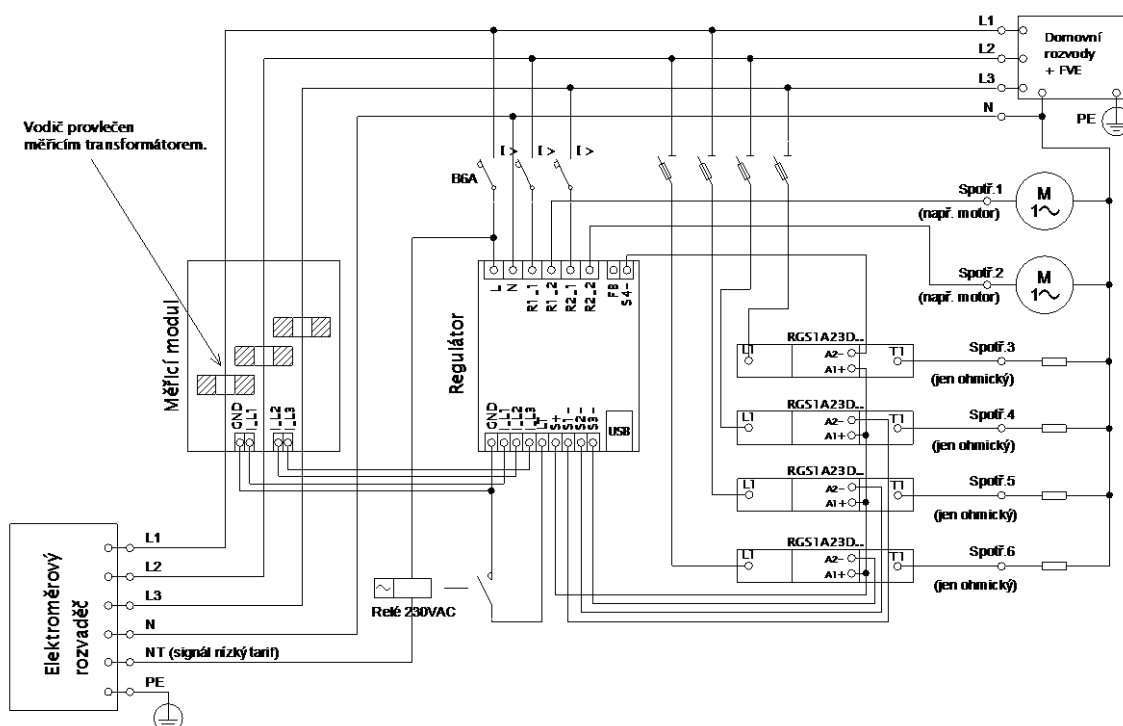 L1
L2
L3
N
Domovní
rozvody
+ FVE
PE
Vodič provlečen
měřicím transformátorem.
B6A
I >
I >
I >
Spotř.1
(např. motor)
M
1~
Spotř.2
(např. motor)
M
1~
Měřicí modul
GND
I_L1
I_L2
I_L3
Regulátor
L
N
R1_1
R1_2
R2_1
R2_2
FB
S4-
GND
I_L1
I_L2
I_L3
LT
S+
S1-
S2-
S3-
USB
RGS1A23D...
L1
A2-
A1+
T1
Spotř.3
(jen ohmický)
RGS1A23D...
L1
A2-
A1+
T1
Spotř.4
(jen ohmický)
RGS1A23D...
L1
A2-
A1+
T1
Spotř.5
(jen ohmický)
RGS1A23D...
L1
A2-
A1+
T1
Spotř.6
(jen ohmický)
Relé 230VAC
Elektroměrový
rozvaděč
L1
L2
L3
N
NT (signál nízký tarif)
PE